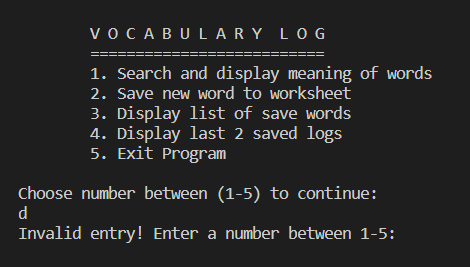 V O C A B U L A R Y  L O G
==========================
1. Search and display meaning of words
2. Save new word to worksheet
3. Display list of save words
4. Display last 2 saved logs
5. Exit Program
Choose number between (1-5) to continue:
d
Invalid entry! Enter a number between 1-5: